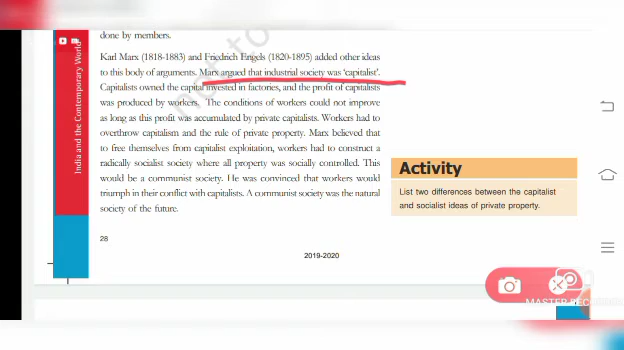 done by members.
Karl Marx (1818-1883) and Friedrich Engels (1820-1895) added other ideas
to this body of arguments. Marx argued that industrial society was ‘capitalist’.
Capitalists owned the capital invested in factories, and the profit of capitalists
was produced by workers. The conditions of workers could not improve
as long as this profit was accumulated by private capitalists. Workers had to
overthrow capitalism and the rule of private property. Marx believed that
to free themselves from capitalist exploitation, workers had to construct a
radically socialist society where all property was socially controlled. This
would be a communist society. He was convinced that workers would
triumph in their conflict with capitalists. A communist society was the natural
society of the future.
India and the Contemporary World
Activity
List two differences between the capitalist
and socialist ideas of private property.
28
2019-2020
not to
MASTER